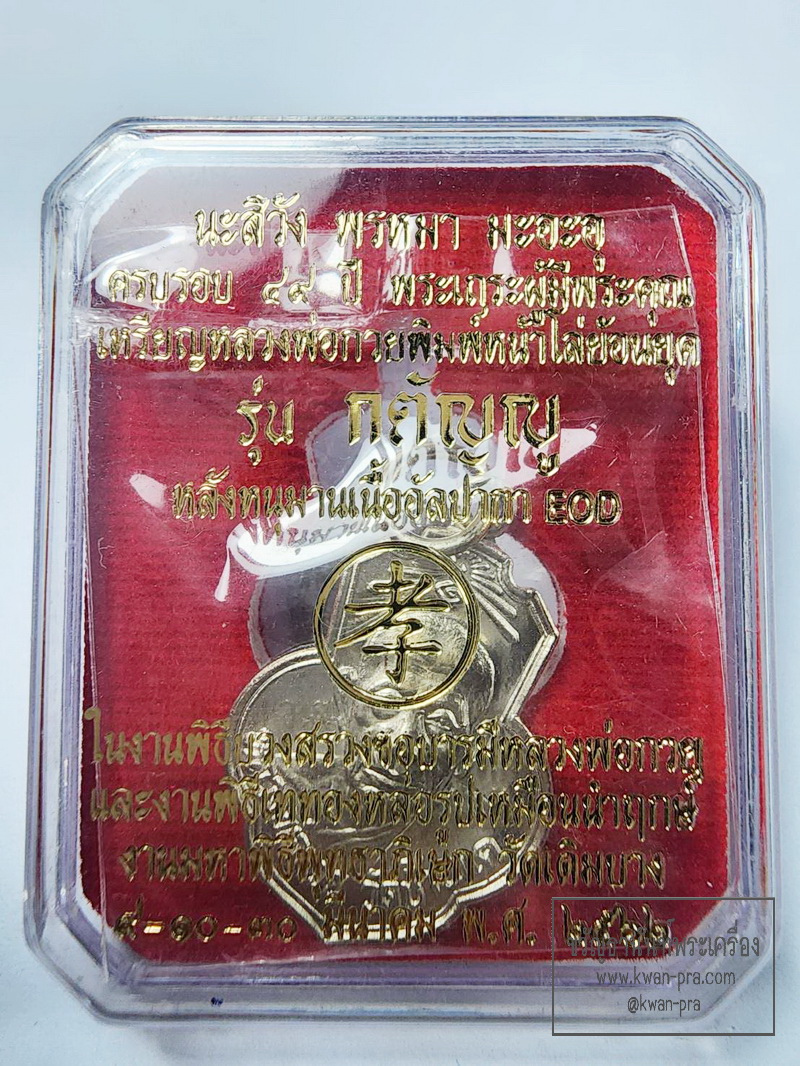 นะสิวัง พรหมา มะอะอุ
ครบรอบ ๔๙ ปี พระเถระผู้มีพระคุณ
เหรียญหลวงพ่อกวยพิมพ์หน้าไล่ย้อนยุค
รุ่น กตัญญู
หลังหนุมานเนื้ออัลปาก้า EOD
孝
ในงานพิธีบวงสรวงขอบารมีหลวงพ่อกวย
และงานพิธีเททองหล่อรูปเหมือนนำฤกษ์
งานมหาพิธีพุทธาภิเษก วัดเดิมบาง
๙-๑๐-๓๐ มีนาคม พ.ศ.
www.kwan-pra.com
@kwan-pra